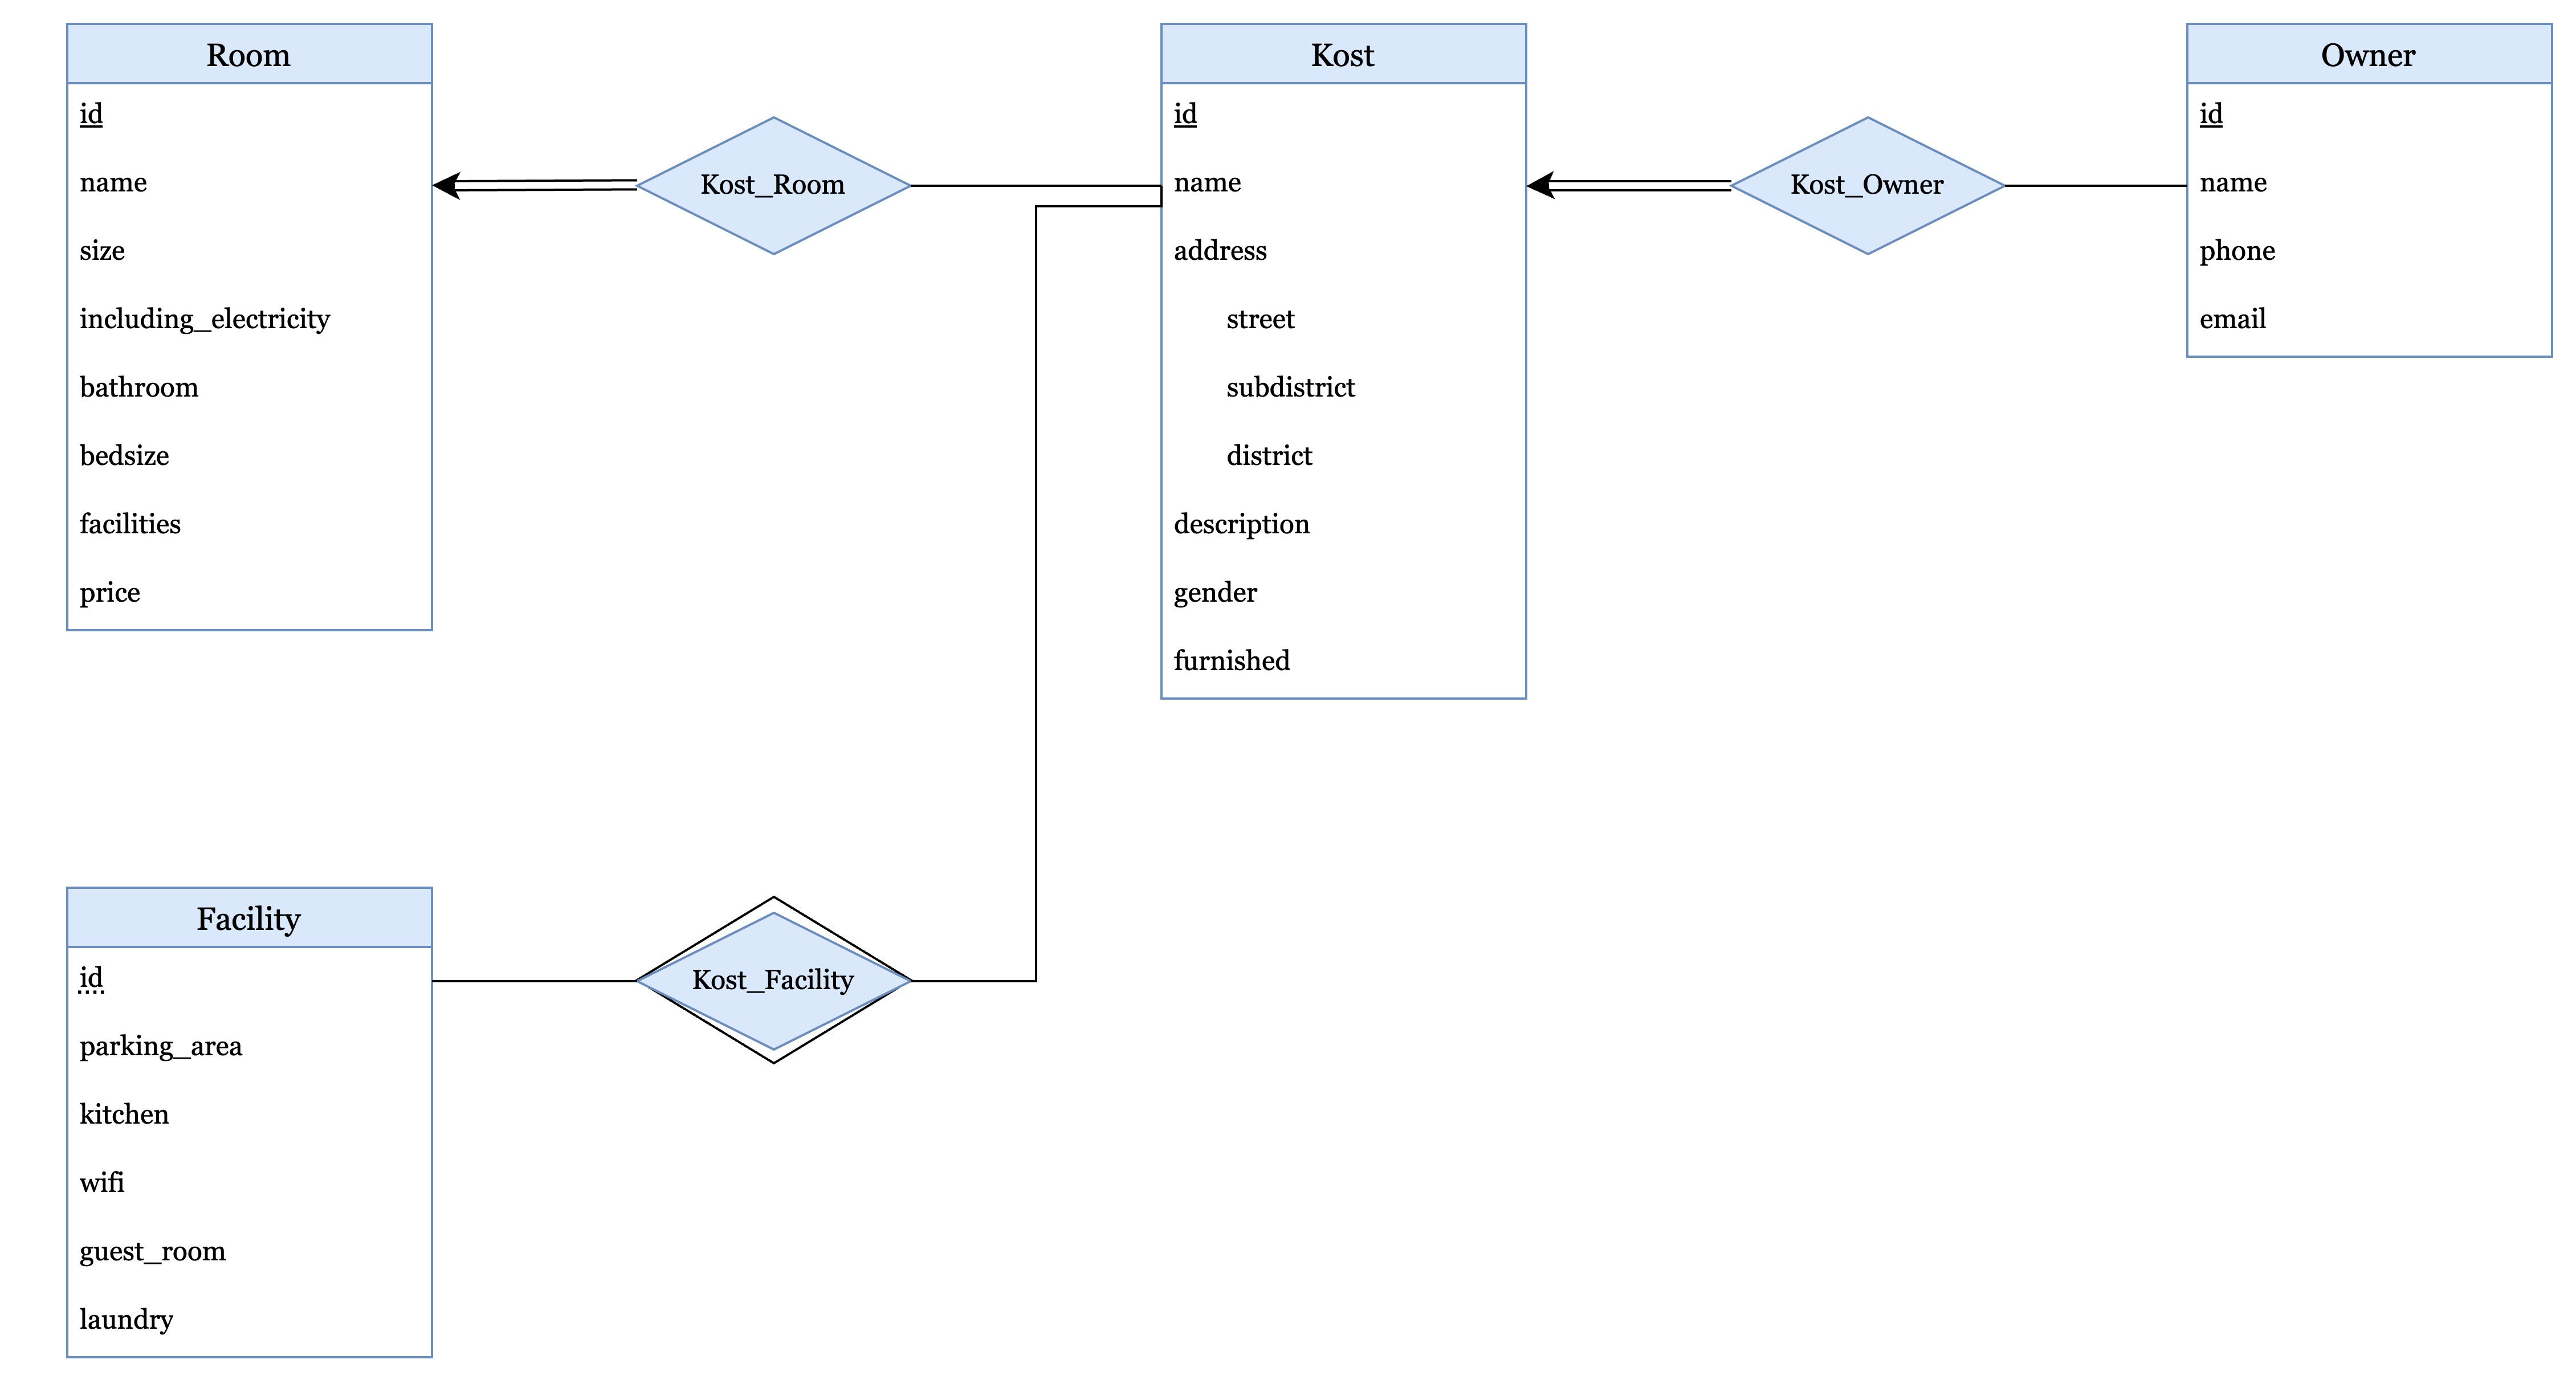 Room
id
name
size
including_electricity
bathroom
bedsize
facilities
price
Kost_Room
Kost
id
name
address
street
subdistrict
district
description
gender
furnished
Kost_Owner
Owner
id
name
phone
email
Facility
id
parking_area
kitchen
wifi
guest_room
laundry
Kost_Facility